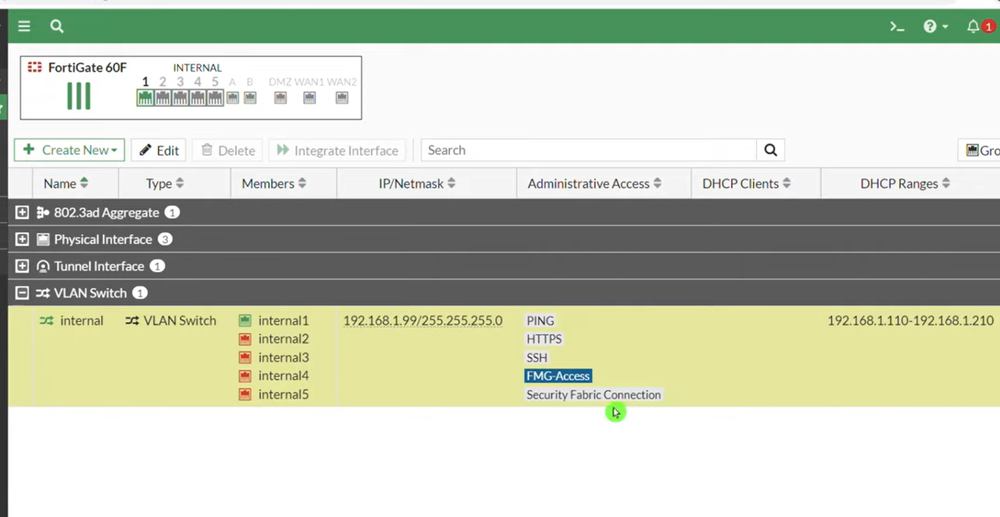 1
FortiGate 60F
INTERNAL
1 2 3 4 5 A B DMZ WAN1 WAN2
Create New Edit Delete Integrate Interface Search Gro
Name Type Members IP/Netmask Administrative Access DHCP Clients DHCP Ranges
802.3ad Aggregate 1
Physical Interface 3
Tunnel Interface 1
VLAN Switch 1
internal VLAN Switch internal1 192.168.1.99/255.255.255.0 PING 192.168.1.110-192.168.1.210
internal2 HTTPS
internal3 SSH
internal4 FMG-Access
internal5 Security Fabric Connection